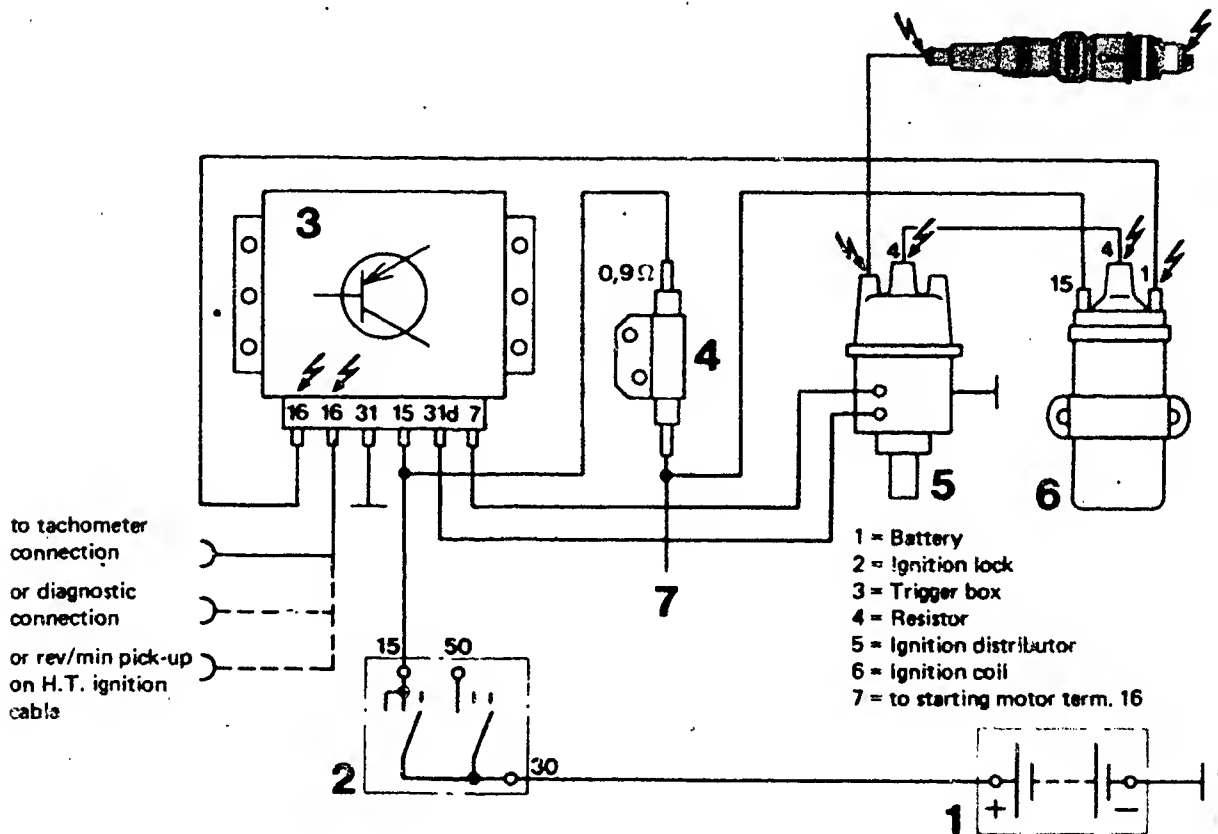 3
0,9Ω
4
4
4
1
15
16 16 31 15 31d 7
5
6
to tachometer
connection
or diagnostic
connection
or rev/min pick-up
on H.T. ignition
cable
7
1 = Battery
2 = Ignition lock
3 = Trigger box
4 = Resistor
5 = Ignition distributor
6 = Ignition coil
7 = to starting motor term. 16
15 50
2
30
1
+ −